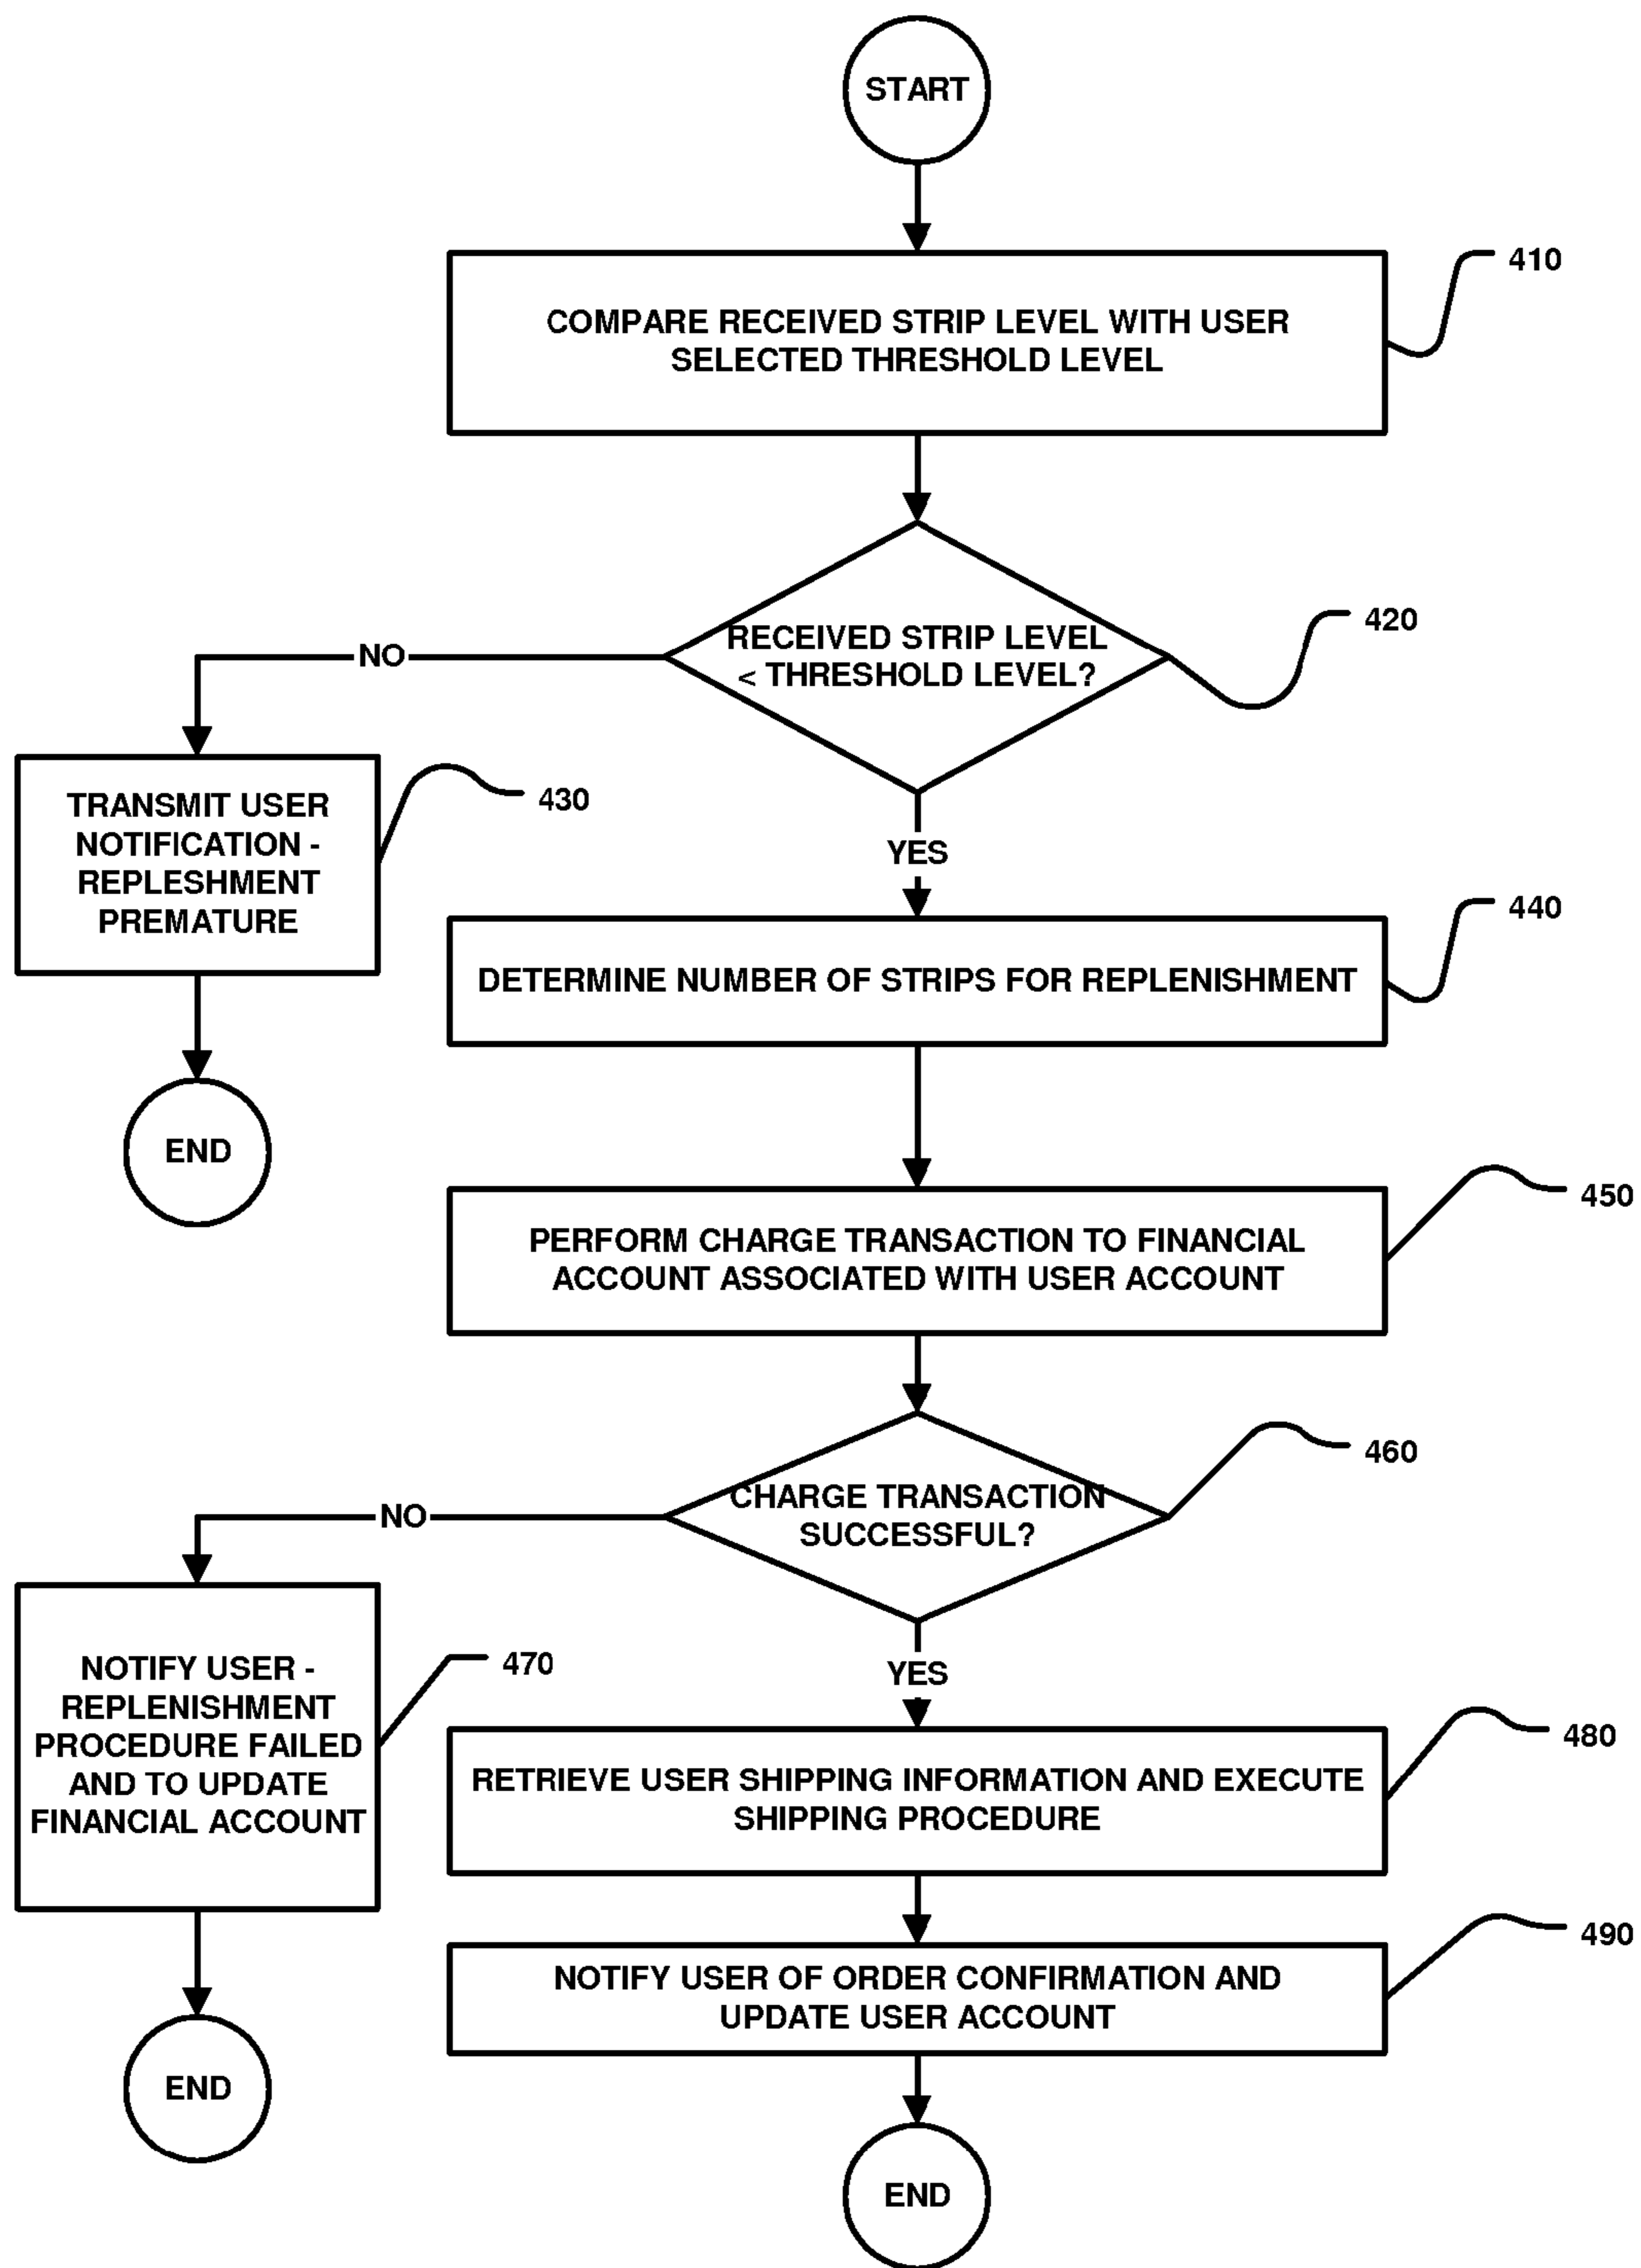 START
410
COMPARE RECEIVED STRIP LEVEL WITH USER
SELECTED THRESHOLD LEVEL
420
RECEIVED STRIP LEVEL
< THRESHOLD LEVEL?
NO
TRANSMIT USER
NOTIFICATION -
REPLESHMENT
PREMATURE
430
END
YES
440
DETERMINE NUMBER OF STRIPS FOR REPLENISHMENT
450
PERFORM CHARGE TRANSACTION TO FINANCIAL
ACCOUNT ASSOCIATED WITH USER ACCOUNT
460
CHARGE TRANSACTION
SUCCESSFUL?
NO
NOTIFY USER -
REPLENISHMENT
PROCEDURE FAILED
AND TO UPDATE
FINANCIAL ACCOUNT
470
END
YES
480
RETRIEVE USER SHIPPING INFORMATION AND EXECUTE
SHIPPING PROCEDURE
490
NOTIFY USER OF ORDER CONFIRMATION AND
UPDATE USER ACCOUNT
END